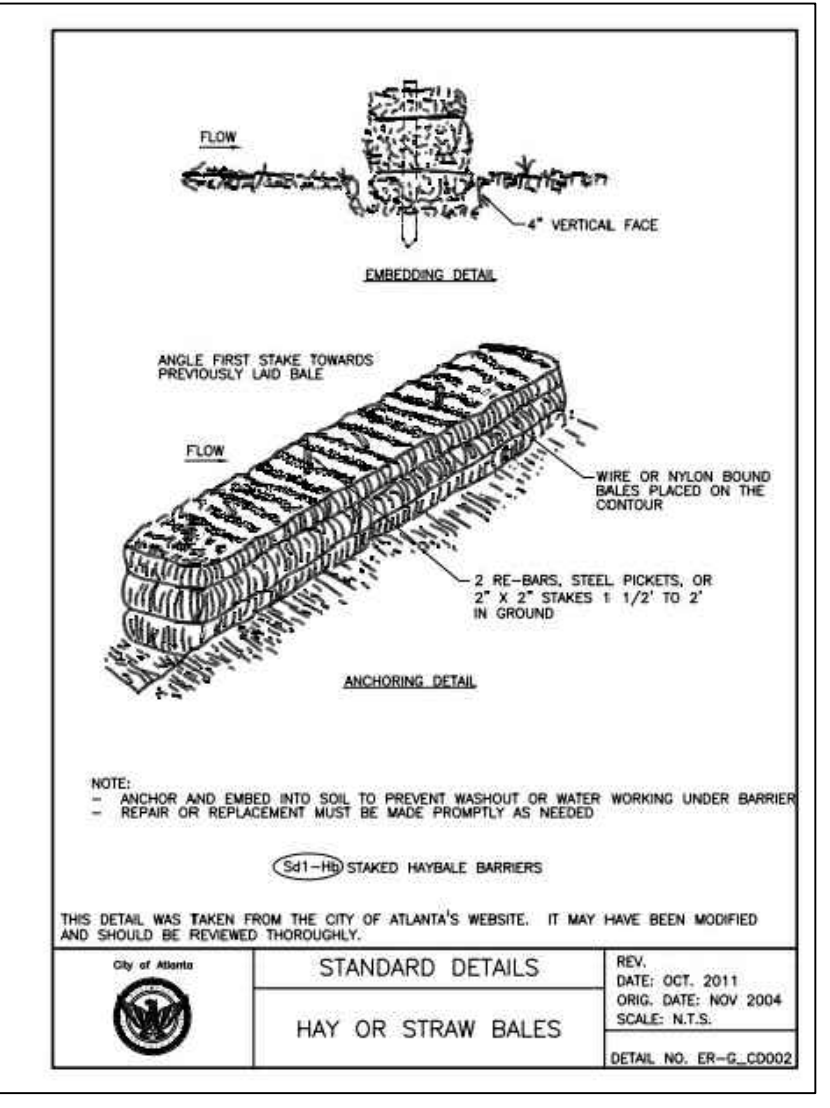 FLOW
4" VERTICAL FACE
EMBEDDING DETAIL
ANGLE FIRST STAKE TOWARDS
PREVIOUSLY LAID BALE
FLOW
WIRE OR NYLON BOUND
BALES PLACED ON THE
CONTOUR
2 RE-BARS, STEEL PICKETS, OR
2" X 2" STAKES 1 1/2' TO 2'
IN GROUND
ANCHORING DETAIL
NOTE:
- ANCHOR AND EMBED INTO SOIL TO PREVENT WASHOUT OR WATER WORKING UNDER BARRIER
- REPAIR OR REPLACEMENT MUST BE MADE PROMPTLY AS NEEDED
Sd1-Hb STAKED HAYBALE BARRIERS
THIS DETAIL WAS TAKEN FROM THE CITY OF ATLANTA'S WEBSITE. IT MAY HAVE BEEN MODIFIED
AND SHOULD BE REVIEWED THOROUGHLY.
City of Atlanta
STANDARD DETAILS
HAY OR STRAW BALES
REV.
DATE: OCT. 2011
ORIG. DATE: NOV 2004
SCALE: N.T.S.
DETAIL NO. ER-G_CD002